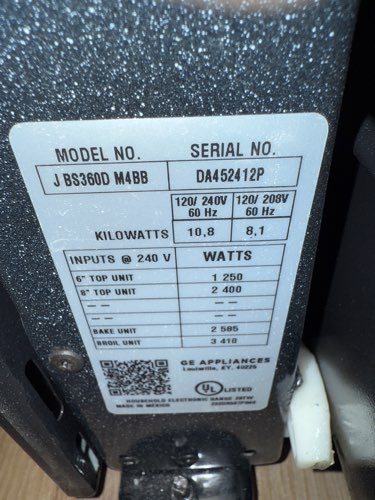 MODEL NO. SERIAL NO.
J BS360D M4BB DA452412P
120/ 240V 120/ 208V
60 Hz 60 Hz
KILOWATTS 10,8 8,1
INPUTS @ 240 V WATTS
6" TOP UNIT 1 250
8" TOP UNIT 2 400
-- --
-- --
BAKE UNIT 2 585
BROIL UNIT 3 410
GE APPLIANCES
Louisville, KY. 40225
UL LISTED
HOUSEHOLD ELECTRONIC RANGE
MADE IN MEXICO